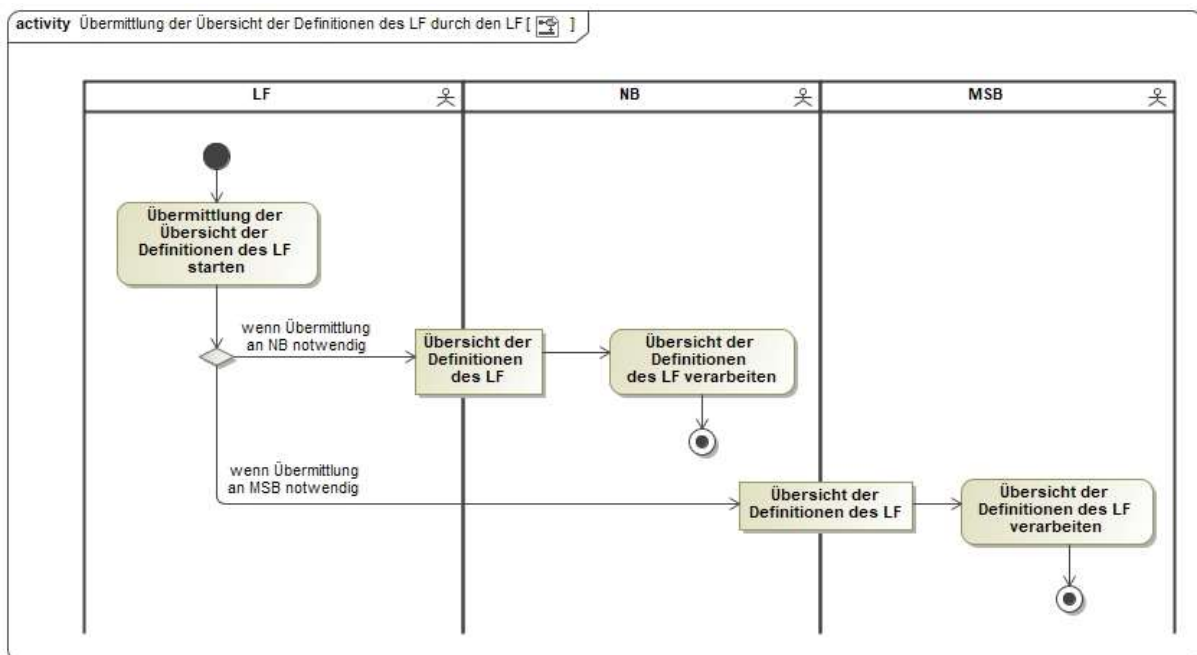 activity Übermittlung der Übersicht der Definitionen des LF durch den LF [ ]
LF
NB
MSB
Übermittlung der
Übersicht der
Definitionen des LF
starten
wenn Übermittlung
an NB notwendig
Übersicht der
Definitionen
des LF
Übersicht der
Definitionen
des LF verarbeiten
wenn Übermittlung
an MSB notwendig
Übersicht der
Definitionen des LF
Übersicht der
Definitionen des LF
verarbeiten